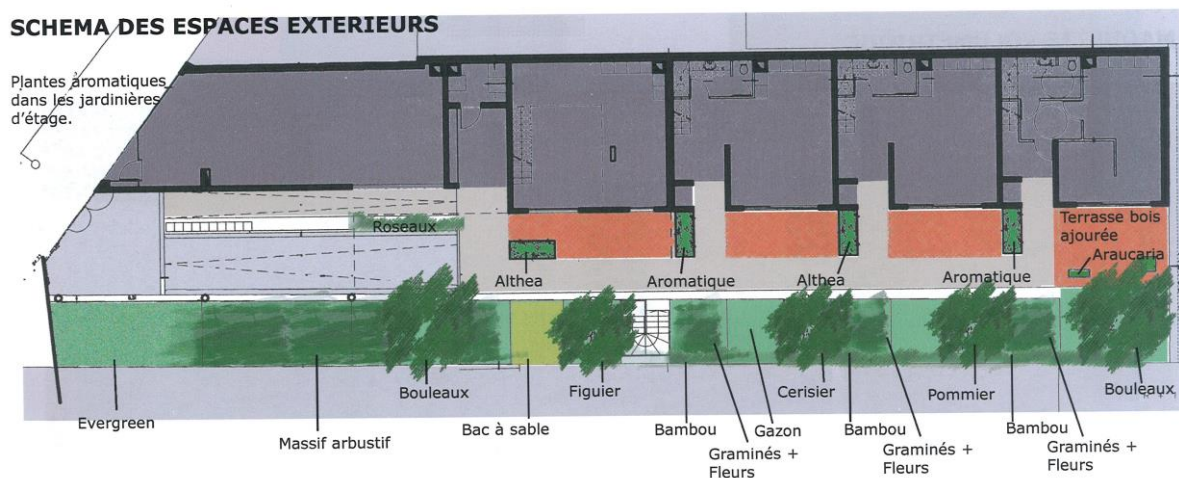 SCHEMA DES ESPACES EXTERIEURS
Plantes aromatiques
dans les jardinières
d'étage.
Roseaux
Althea
Aromatique
Althea
Aromatique
Terrasse bois
ajourée
Araucaria
Evergreen
Massif arbustif
Bouleaux
Bac à sable
Figuier
Bambou
Graminés +
Fleurs
Gazon
Cerisier
Bambou
Graminés +
Fleurs
Pommier
Bambou
Graminés +
Fleurs
Bouleaux